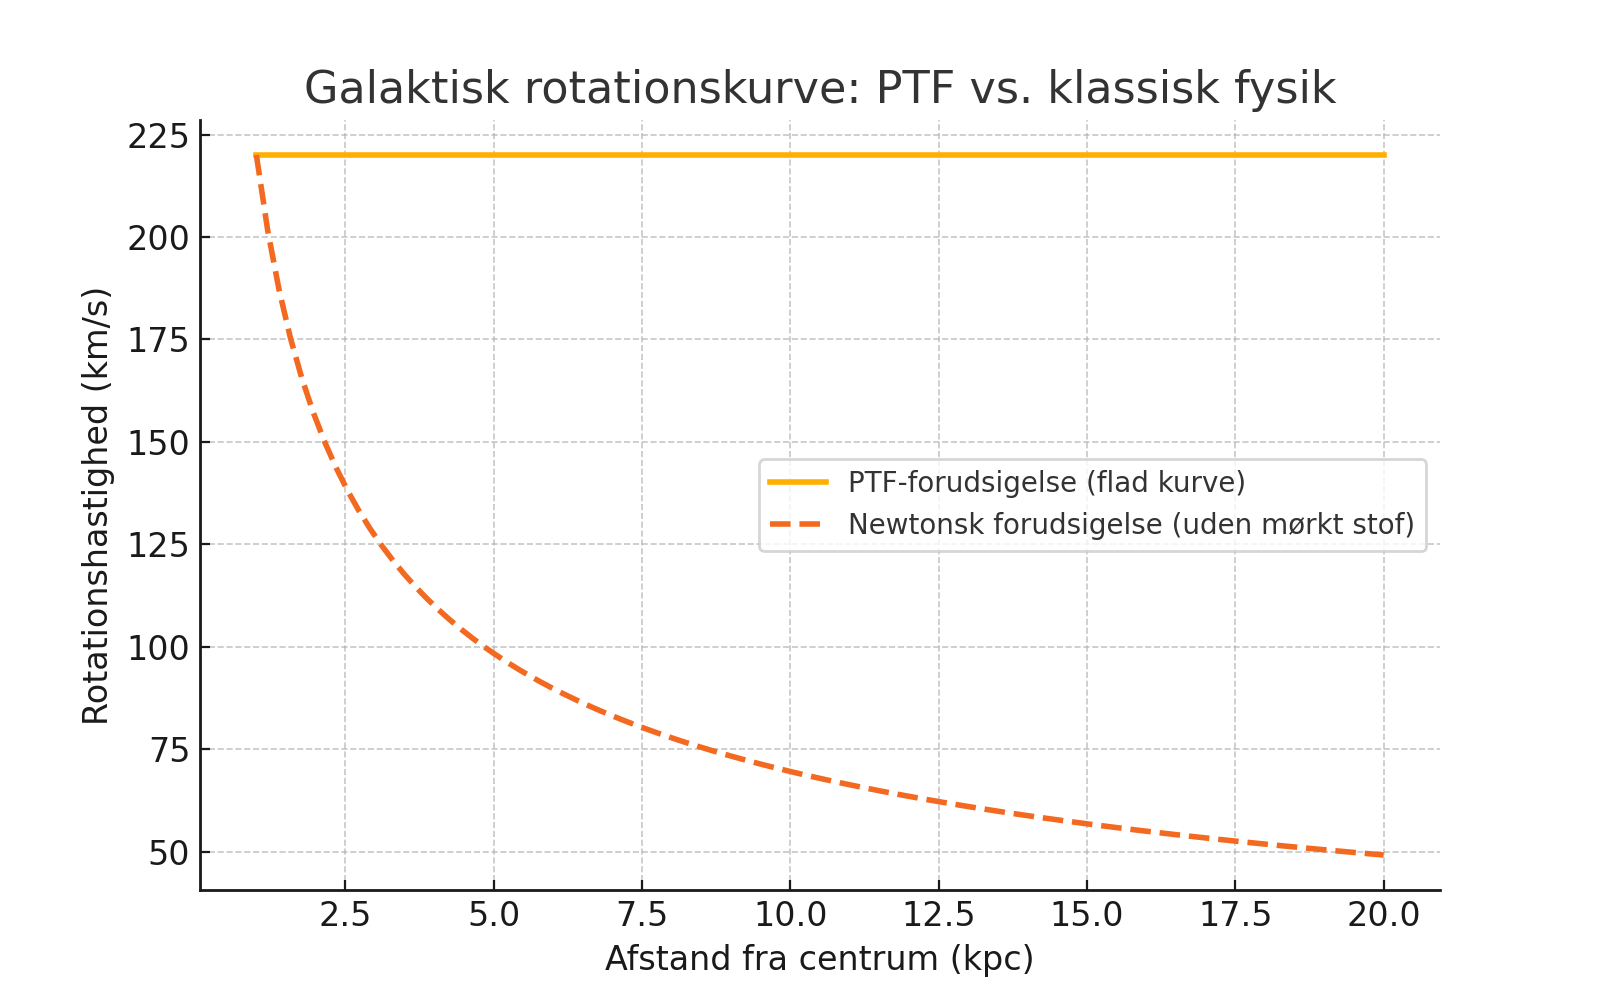 Galaktisk rotationskurve: PTF vs. klassisk fysik
Rotationshastighed (km/s)
225
200
175
150
125
100
75
50
PTF-forudsigelse (flad kurve)
Newtonsk forudsigelse (uden mørkt stof)
2.5 5.0 7.5 10.0 12.5 15.0 17.5 20.0
Afstand fra centrum (kpc)